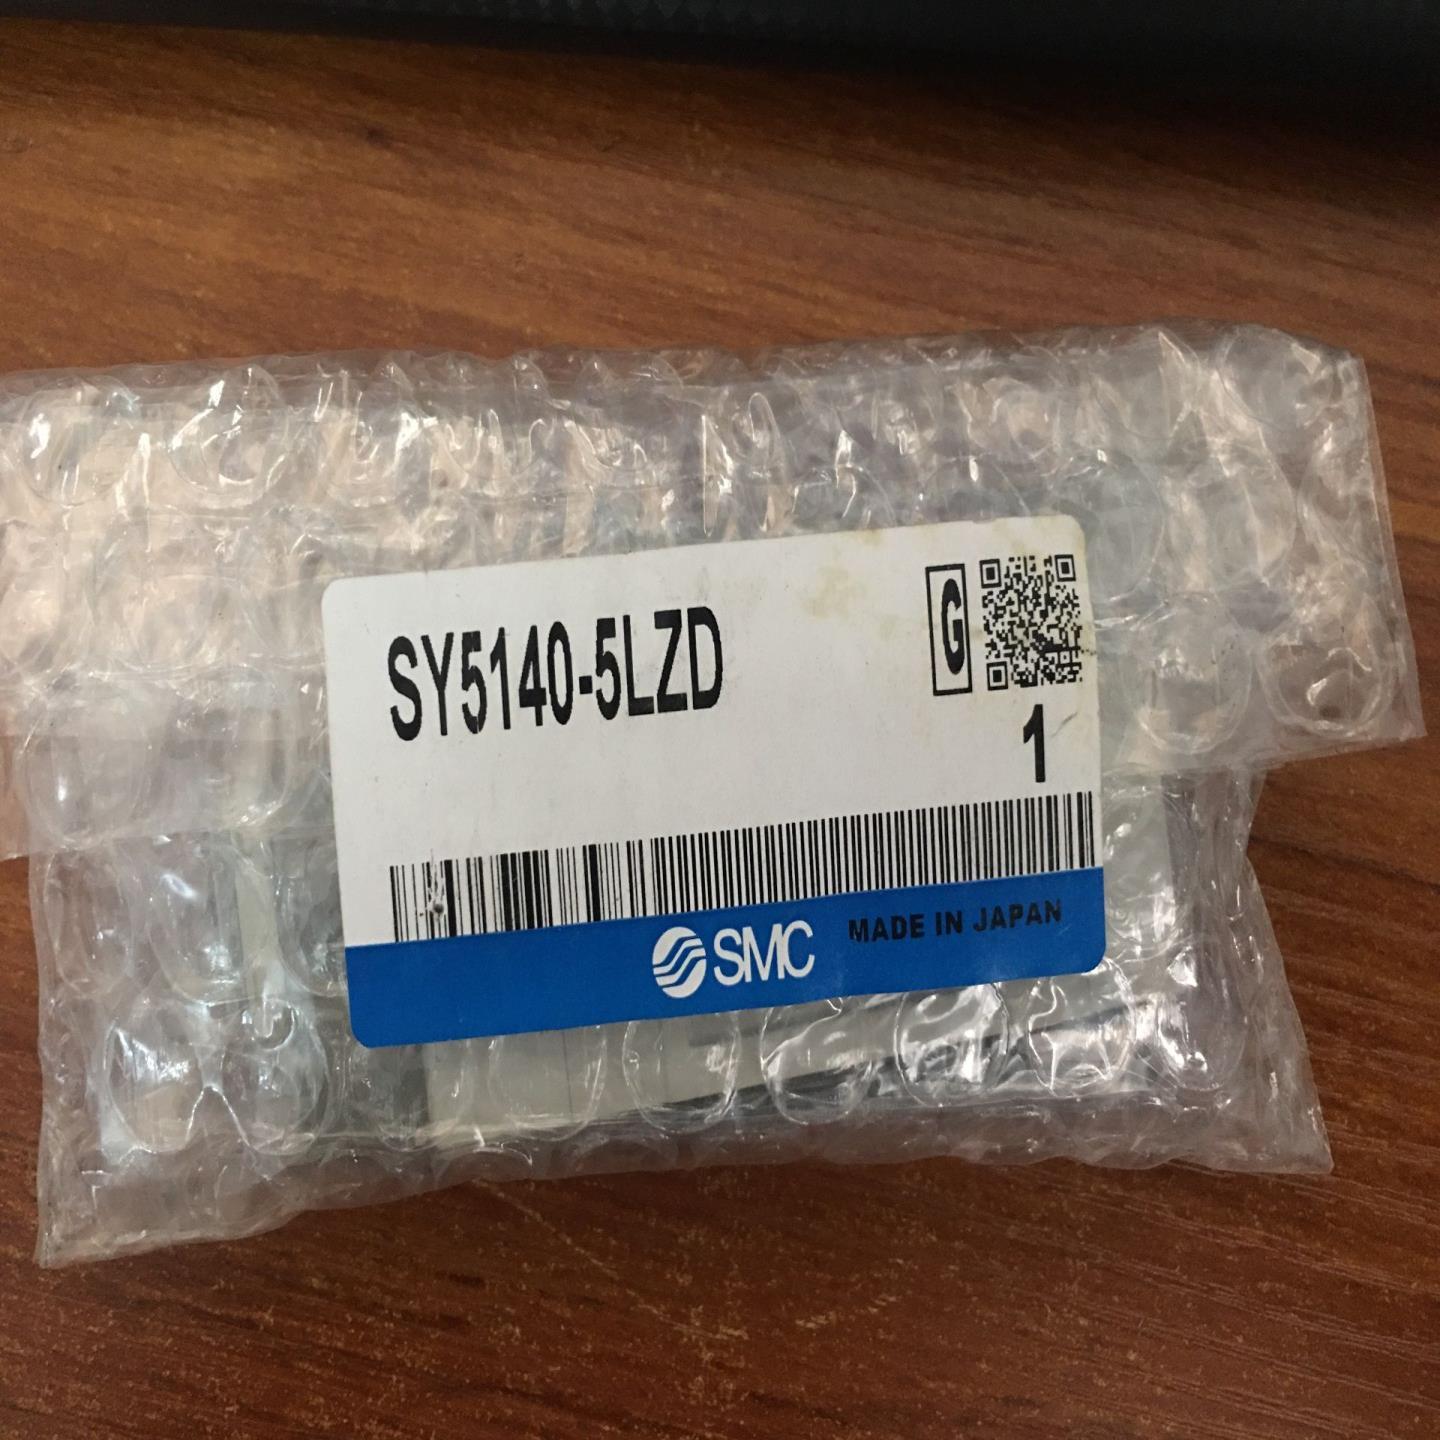 SY5140-5LZD
G
1
SMC MADE IN JAPAN